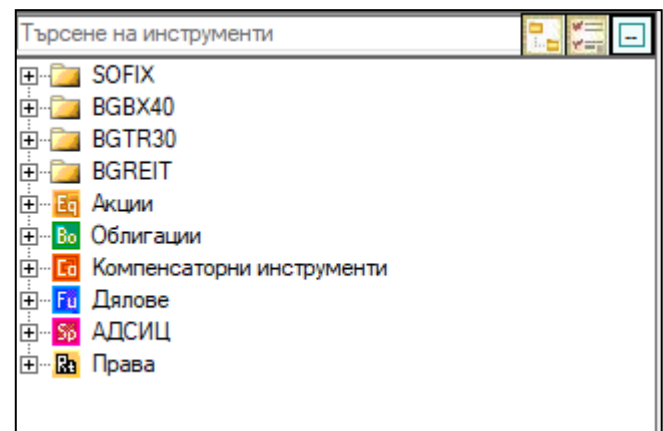 Търсене на инструменти
SOFIX
BGBX40
BGTR30
BGREIT
Eq Акции
Bo Облигации
Co Компенсаторни инструменти
Fu Дялове
Sp АДСИЦ
Rt Права